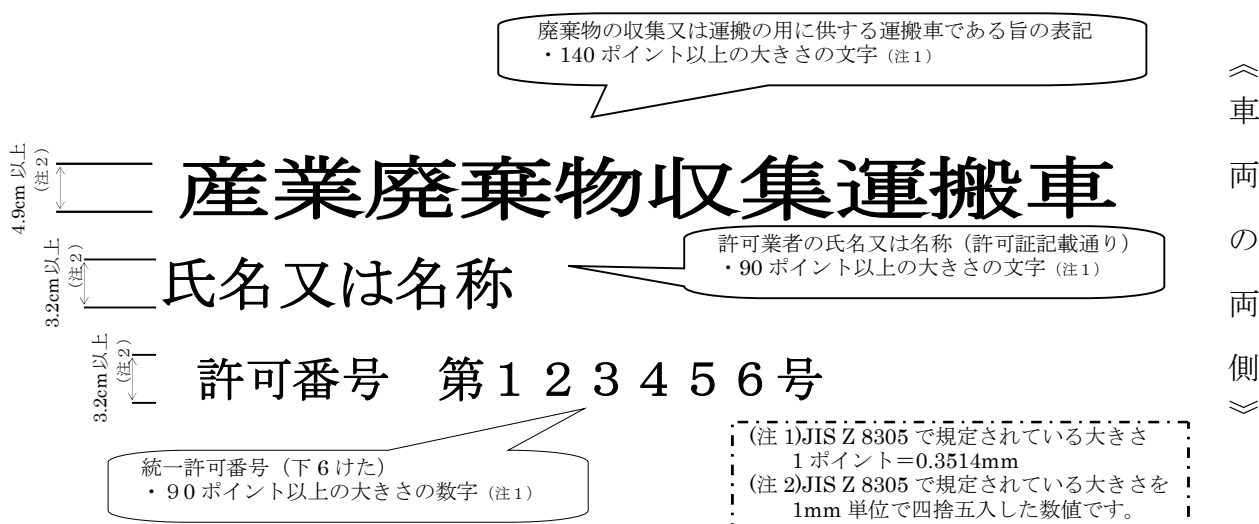 廃棄物の収集又は運搬の用に供する運搬車である旨の表記
・140 ポイント以上の大きさの文字（注１）
4.9cm 以上
（注２）
産業廃棄物収集運搬車
許可業者の氏名又は名称（許可証記載通り）
・90 ポイント以上の大きさの文字（注１）
3.2cm 以上
（注２）
氏名又は名称
3.2cm 以上
（注２）
許可番号　第１２３４５６号
統一許可番号（下 6 けた）
・９0 ポイント以上の大きさの数字（注１）
(注 1)JIS Z 8305 で規定されている大きさ
1 ポイント＝0.3514mm
(注 2)JIS Z 8305 で規定されている大きさを
1mm 単位で四捨五入した数値です。
《車両の両側》